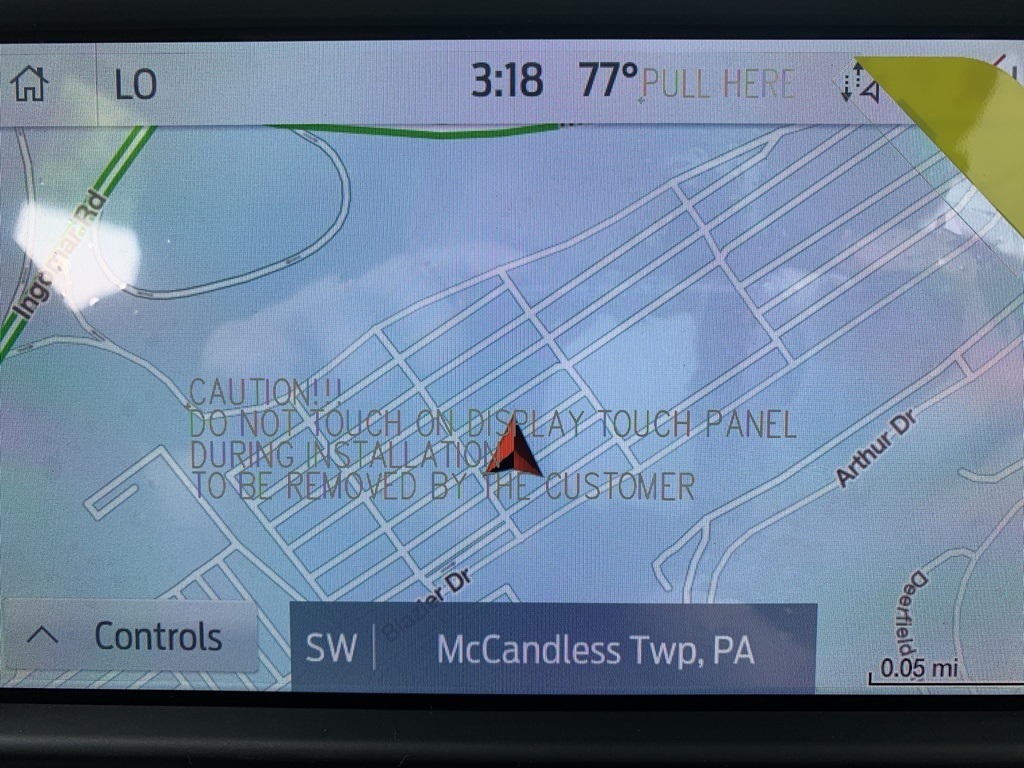 LO
3:18
77°
PULL HERE
Ingomar Rd
CAUTION!!!
DO NOT TOUCH ON DISPLAY TOUCH PANEL
DURING INSTALLATION
TO BE REMOVED BY THE CUSTOMER
Arthur Dr
Blazier Dr
Deerfield
Controls
SW
McCandless Twp, PA
0.05 mi